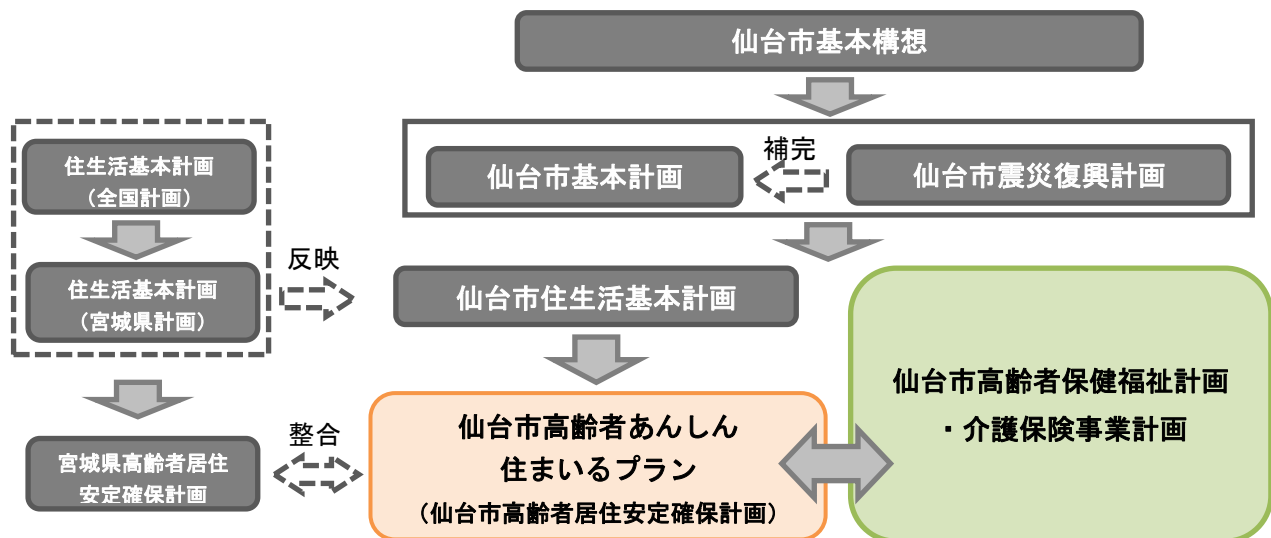 仙台市基本構想
補完
仙台市基本計画
仙台市震災復興計画
住生活基本計画
（全国計画）
住生活基本計画
（宮城県計画）
反映
仙台市住生活基本計画
宮城県高齢者居住
安定確保計画
整合
仙台市高齢者あんしん
住まいるプラン
（仙台市高齢者居住安定確保計画）
仙台市高齢者保健福祉計画
・介護保険事業計画